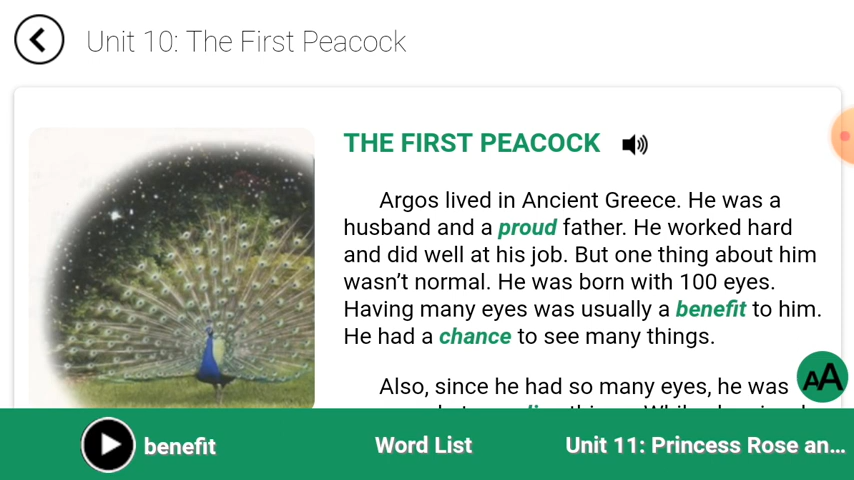 Unit 10: The First Peacock
THE FIRST PEACOCK
Argos lived in Ancient Greece. He was a
husband and a proud father. He worked hard
and did well at his job. But one thing about him
wasn't normal. He was born with 100 eyes.
Having many eyes was usually a benefit to him.
He had a chance to see many things.
Also, since he had so many eyes, he was
AA
benefit
Word List
Unit 11: Princess Rose an...